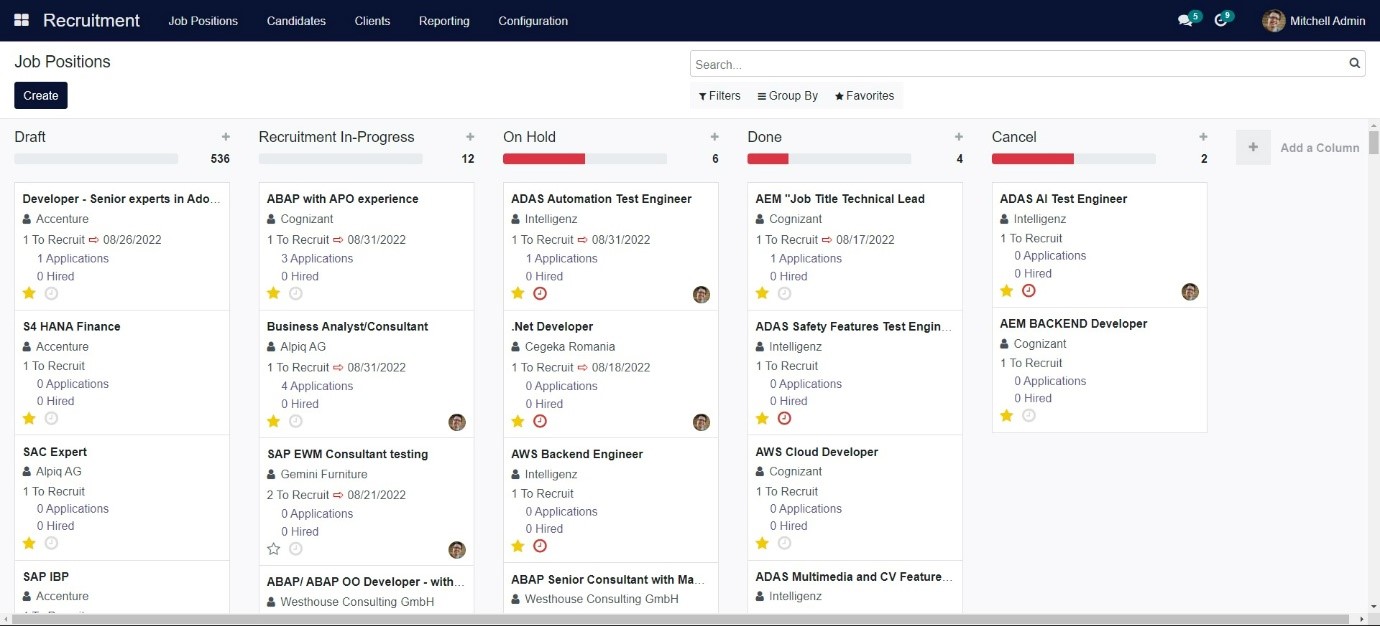 Recruitment Job Positions Candidates Clients Reporting Configuration 5 9 Mitchell Admin
Job Positions
Search...
Create
Filters Group By Favorites
Draft
536
Developer - Senior experts in Ado...
Accenture
1 To Recruit ⇨ 08/26/2022
1 Applications
0 Hired
S4 HANA Finance
Accenture
1 To Recruit
0 Applications
0 Hired
SAC Expert
Alpiq AG
1 To Recruit
0 Applications
0 Hired
SAP IBP
Accenture
Recruitment In-Progress
12
ABAP with APO experience
Cognizant
1 To Recruit ⇨ 08/31/2022
3 Applications
0 Hired
Business Analyst/Consultant
Alpiq AG
1 To Recruit ⇨ 08/31/2022
4 Applications
0 Hired
SAP EWM Consultant testing
Gemini Furniture
2 To Recruit ⇨ 08/21/2022
0 Applications
0 Hired
ABAP/ ABAP OO Developer - with...
Westhouse Consulting GmbH
On Hold
6
ADAS Automation Test Engineer
Intelligenz
1 To Recruit ⇨ 08/31/2022
1 Applications
0 Hired
.Net Developer
Cegeka Romania
1 To Recruit ⇨ 08/18/2022
0 Applications
0 Hired
AWS Backend Engineer
Intelligenz
1 To Recruit
0 Applications
0 Hired
ABAP Senior Consultant with Ma...
Westhouse Consulting GmbH
Done
4
AEM "Job Title Technical Lead
Cognizant
1 To Recruit ⇨ 08/17/2022
1 Applications
0 Hired
ADAS Safety Features Test Engin...
Intelligenz
1 To Recruit
0 Applications
0 Hired
AWS Cloud Developer
Cognizant
1 To Recruit
0 Applications
0 Hired
ADAS Multimedia and CV Feature...
Intelligenz
Cancel
2
ADAS AI Test Engineer
Intelligenz
1 To Recruit
0 Applications
0 Hired
AEM BACKEND Developer
Cognizant
1 To Recruit
0 Applications
0 Hired
+ Add a Column